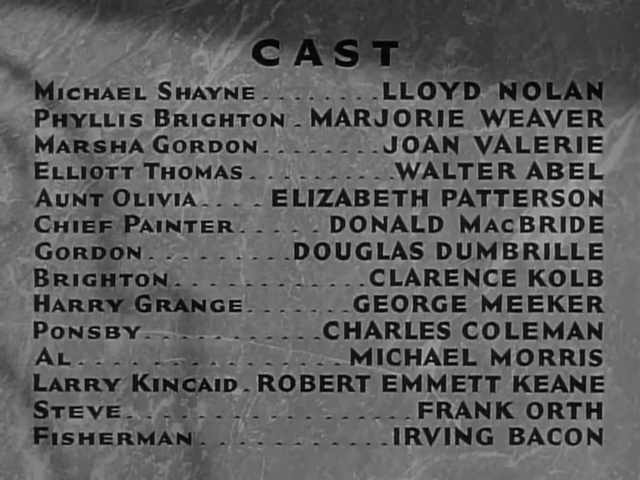 CAST
MICHAEL SHAYNE........LLOYD NOLAN
PHYLLIS BRIGHTON.MARJORIE WEAVER
MARSHA GORDON........JOAN VALERIE
ELLIOTT THOMAS..........WALTER ABEL
AUNT OLIVIA....ELIZABETH PATTERSON
CHIEF PAINTER......DONALD MACBRIDE
GORDON..........DOUGLAS DUMBRILLE
BRIGHTON.............CLARENCE KOLB
HARRY GRANGE.......GEORGE MEEKER
PONSBY............CHARLES COLEMAN
AL..................MICHAEL MORRIS
LARRY KINCAID.ROBERT EMMETT KEANE
STEVE...................FRANK ORTH
FISHERMAN............IRVING BACON